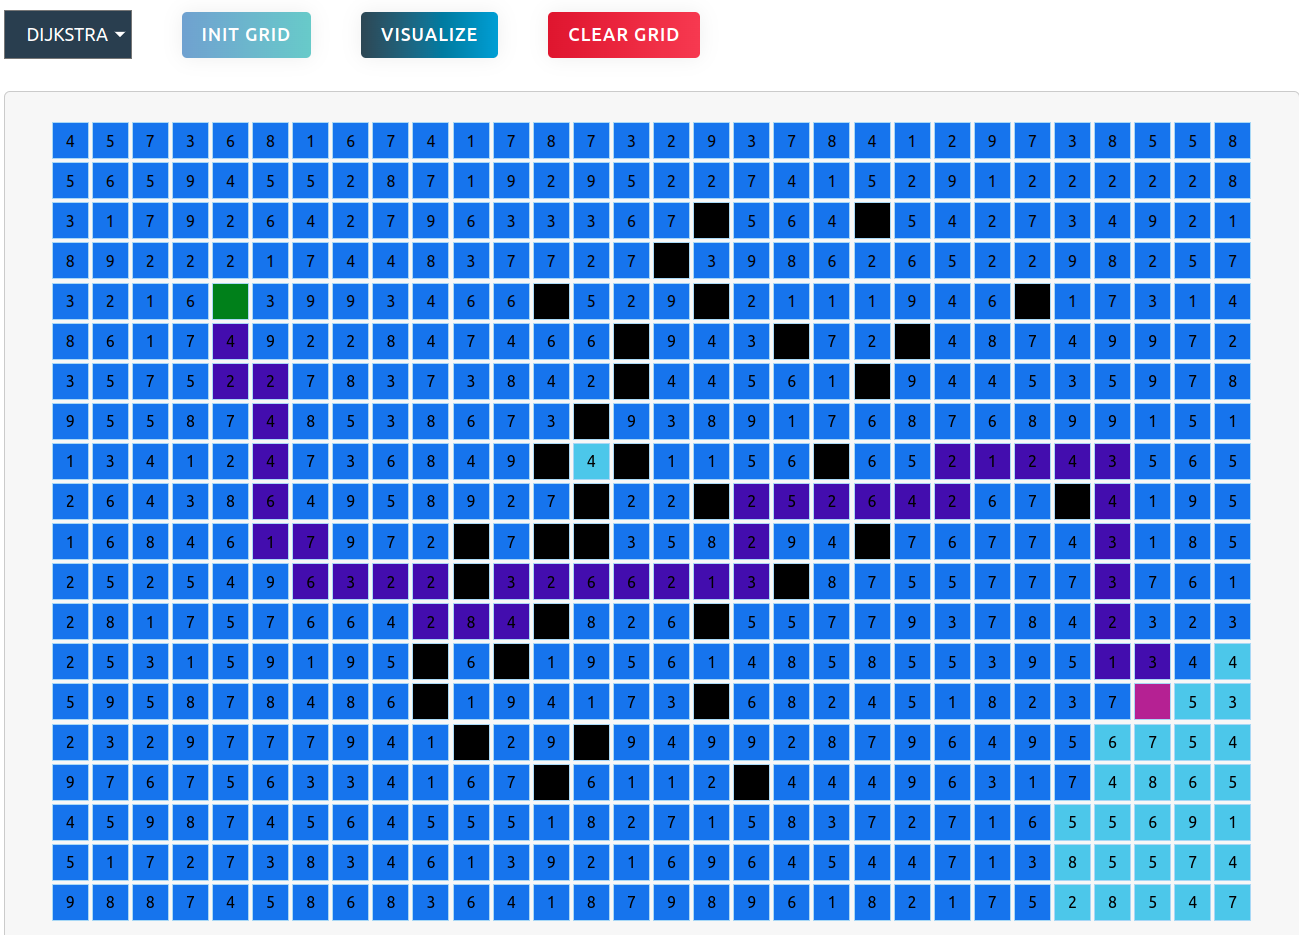 DIJKSTRA INIT GRID VISUALIZE CLEAR GRID
4 5 7 3 6 8 1 6 7 4 1 7 8 7 3 2 9 3 7 8 4 1 2 9 7 3 8 5 5 8
5 6 5 9 4 5 5 2 8 7 1 9 2 9 5 2 2 7 4 1 5 2 9 1 2 2 2 2 2 8
3 1 7 9 2 6 4 2 7 9 6 3 3 3 6 7 5 6 4 5 4 2 7 3 4 9 2 1
8 9 2 2 2 1 7 4 4 8 3 7 7 2 7 3 9 8 6 2 6 5 2 2 9 8 2 5 7
3 2 1 6 3 9 9 3 4 6 6 5 2 9 2 1 1 1 9 4 6 1 7 3 1 4
8 6 1 7 4 9 2 2 8 4 7 4 6 6 9 4 3 7 2 4 8 7 4 9 9 7 2
3 5 7 5 2 2 7 8 3 7 3 8 4 2 4 4 5 6 1 9 4 4 5 3 5 9 7 8
9 5 5 8 7 4 8 5 3 8 6 7 3 9 3 8 9 1 7 6 8 7 6 8 9 9 1 5 1
1 3 4 1 2 4 7 3 6 8 4 9 4 1 1 5 6 6 5 2 1 2 4 3 5 6 5
2 6 4 3 8 6 4 9 5 8 9 2 7 2 2 2 5 2 6 4 2 6 7 4 1 9 5
1 6 8 4 6 1 7 9 7 2 7 3 5 8 2 9 4 7 6 7 7 4 3 1 8 5
2 5 2 5 4 9 6 3 2 2 3 2 6 6 2 1 3 8 7 5 5 7 7 7 3 7 6 1
2 8 1 7 5 7 6 6 4 2 8 4 8 2 6 5 5 7 7 9 3 7 8 4 2 3 2 3
2 5 3 1 5 9 1 9 5 6 1 9 5 6 1 4 8 5 8 5 5 3 9 5 1 3 4 4
5 9 5 8 7 8 4 8 6 1 9 4 1 7 3 6 8 2 4 5 1 8 2 3 7 5 3
2 3 2 9 7 7 7 9 4 1 2 9 9 4 9 9 2 8 7 9 6 4 9 5 6 7 5 4
9 7 6 7 5 6 3 3 4 1 6 7 6 1 1 2 4 4 4 9 6 3 1 7 4 8 6 5
4 5 9 8 7 4 5 6 4 5 5 5 1 8 2 7 1 5 8 3 7 2 7 1 6 5 5 6 9 1
5 1 7 2 7 3 8 3 4 6 1 3 9 2 1 6 9 6 4 5 4 4 7 1 3 8 5 5 7 4
9 8 8 7 4 5 8 6 8 3 6 4 1 8 7 9 8 9 6 1 8 2 1 7 5 2 8 5 4 7